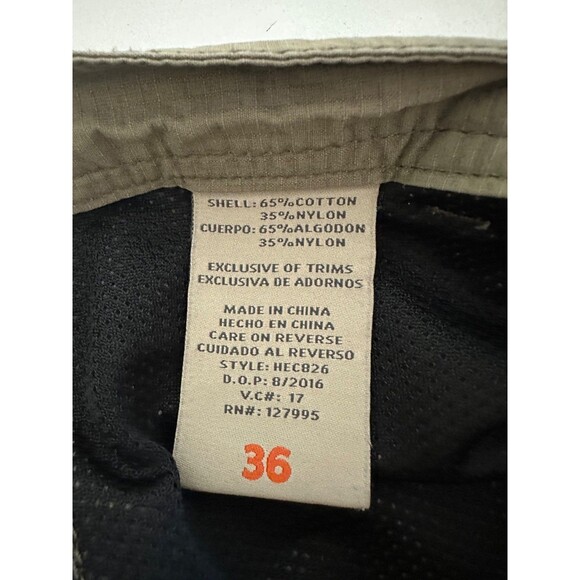 SHELL: 65%COTTON
35%NYLON
CUERPO: 65%ALGODON
35%NYLON
EXCLUSIVE OF TRIMS
EXCLUSIVA DE ADORNOS
MADE IN CHINA
HECHO EN CHINA
CARE ON REVERSE
CUIDADO AL REVERSO
STYLE: HEC826
D.O.P: 8/2016
V.C#: 17
RN#: 127995
36